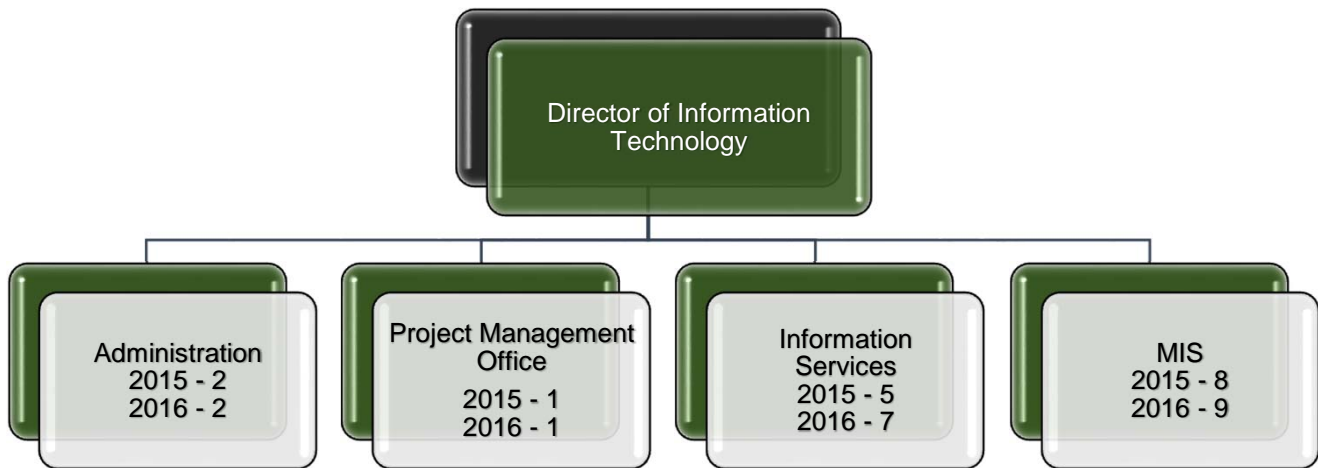 Director of Information
Technology
Administration
2015 - 2
2016 - 2
Project Management
Office
2015 - 1
2016 - 1
Information
Services
2015 - 5
2016 - 7
MIS
2015 - 8
2016 - 9